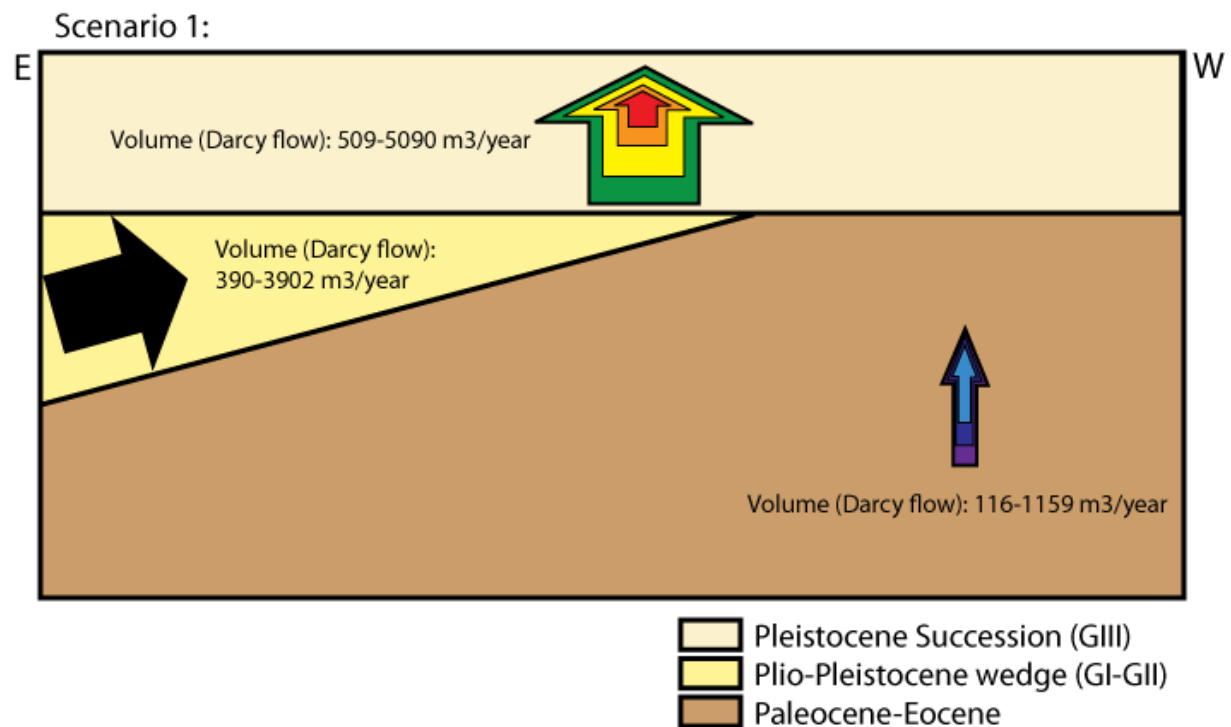 Scenario 1:
E
W
Volume (Darcy flow): 509-5090 m3/year
Volume (Darcy flow):
390-3902 m3/year
Volume (Darcy flow): 116-1159 m3/year
Pleistocene Succession (GIII)
Plio-Pleistocene wedge (GI-GII)
Paleocene-Eocene